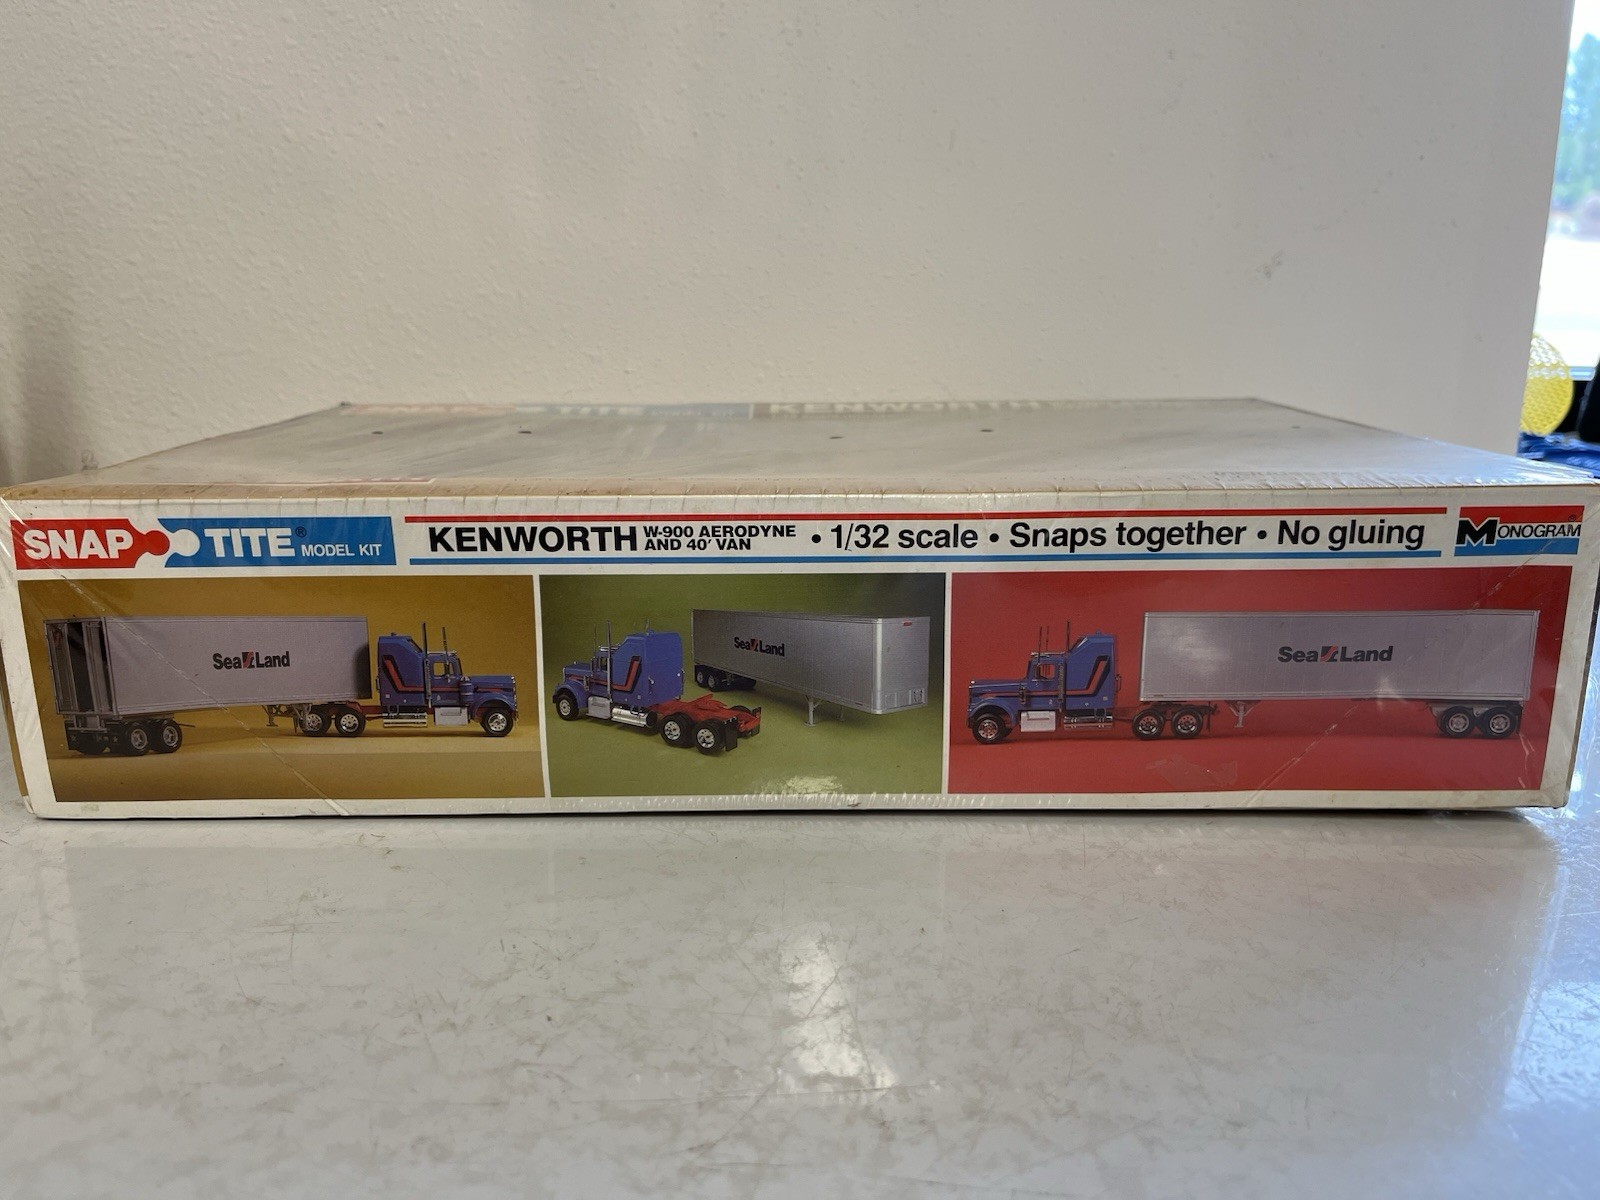 SNAP TITE® MODEL KIT
KENWORTH W-900 AERODYNE AND 40' VAN • 1/32 scale • Snaps together • No gluing
MONOGRAM®
Sea Land
Sea Land
Sea Land